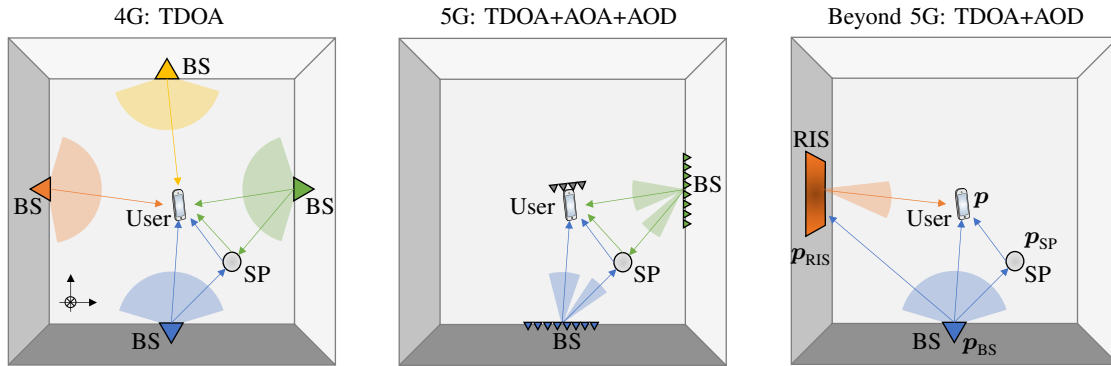 4G: TDOA
BS
BS
User
BS
SP
BS
5G: TDOA+AOA+AOD
BS
User
SP
BS
Beyond 5G: TDOA+AOD
RIS
p
User
p_SP
p_RIS
SP
BS
p_BS